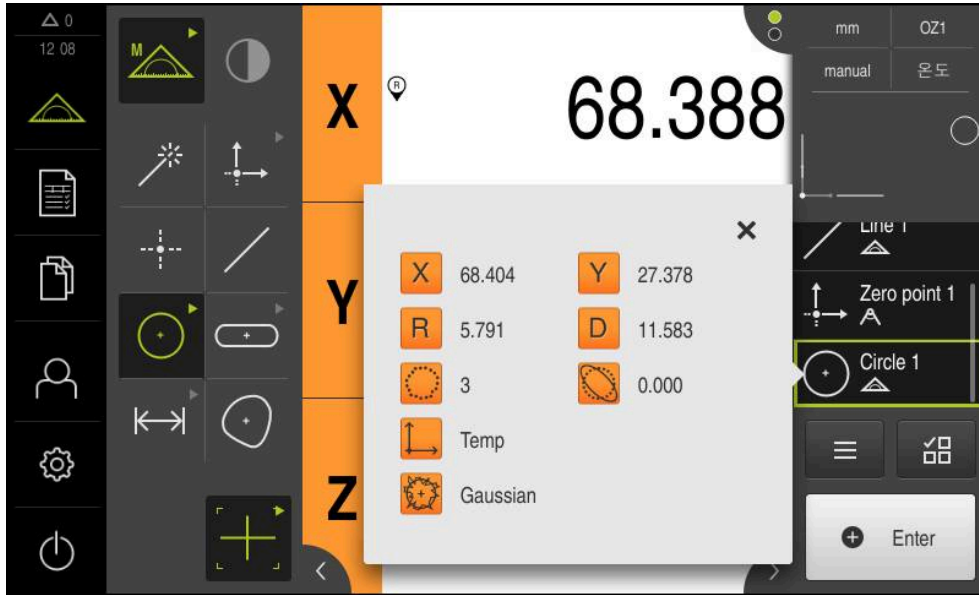 0
12 08
M
X
R
68.388
mm
OZ1
manual
온도
Y
Z
X 68.404
Y 27.378
R 5.791
D 11.583
3
0.000
Temp
Gaussian
Line 1
Zero point 1
Circle 1
Enter